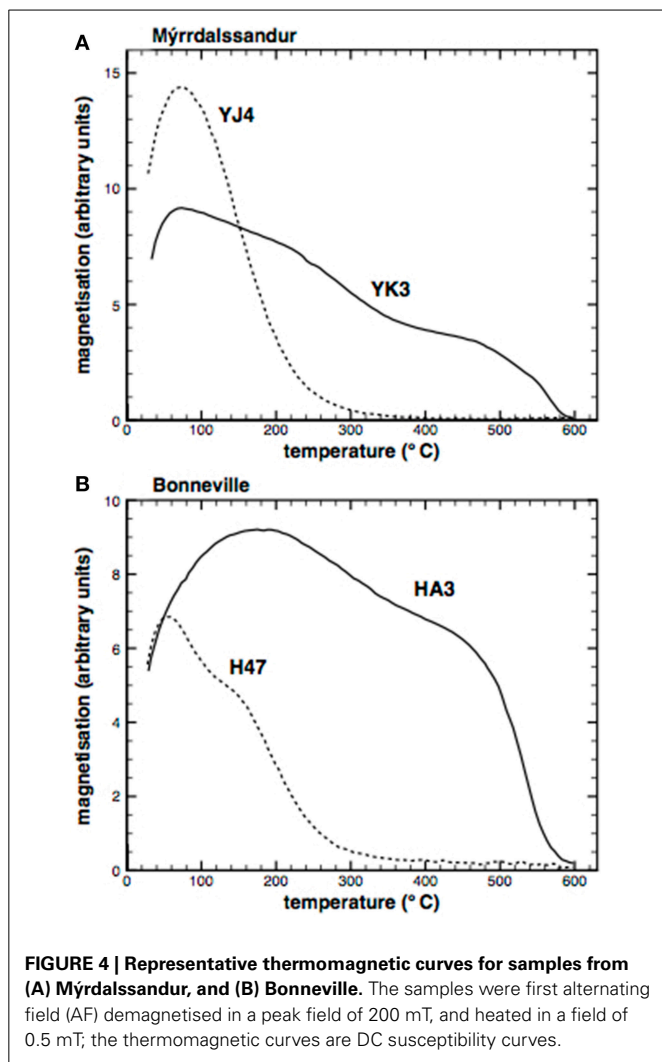 A
Mýrrdalssandur
15
YJ4
10
YK3
5
0
0 100 200 300 400 500 600
magnetisation (arbitrary units)
temperature (° C)
B
Bonneville
10
8
HA3
6
H47
4
2
0
0 100 200 300 400 500 600
magnetisation (arbitrary units)
temperature (° C)
FIGURE 4 | Representative thermomagnetic curves for samples from
(A) Mýrdalssandur, and (B) Bonneville. The samples were first alternating
field (AF) demagnetised in a peak field of 200 mT, and heated in a field of
0.5 mT; the thermomagnetic curves are DC susceptibility curves.